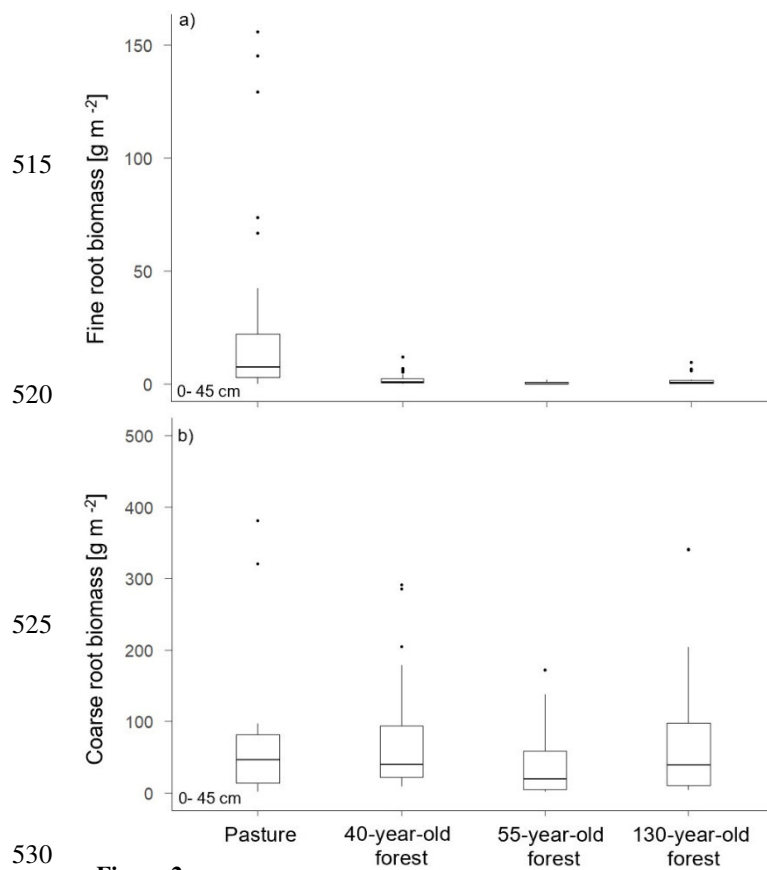 a)
150
515
100
Fine root biomass [g m -2]
50
520
0
0- 45 cm
b)
500
400
525
300
Coarse root biomass [g m -2]
200
100
0
0- 45 cm
Pasture
40-year-old
forest
55-year-old
forest
130-year-old
forest
530